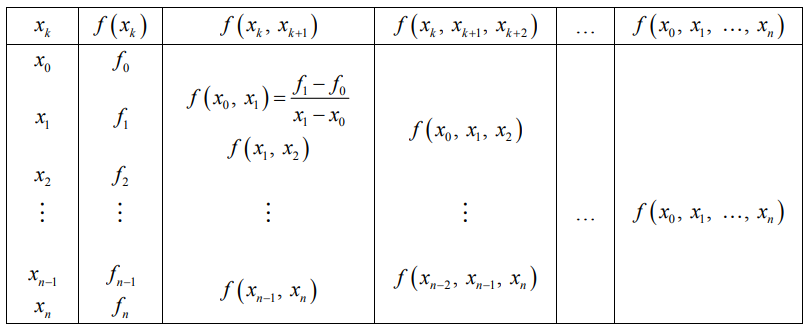 x_k f(x_k) f(x_k, x_{k+1}) f(x_k, x_{k+1}, x_{k+2}) … f(x_0, x_1, …, x_n)
x_0 f_0
f(x_0, x_1) = \frac{f_1 − f_0}{x_1 − x_0}
x_1 f_1 f(x_0, x_1, x_2)
f(x_1, x_2)
x_2 f_2
⋮ ⋮ ⋮ ⋮ … f(x_0, x_1, …, x_n)
x_{n−1} f_{n−1} f(x_{n−1}, x_n) f(x_{n−2}, x_{n−1}, x_n)
x_n f_n